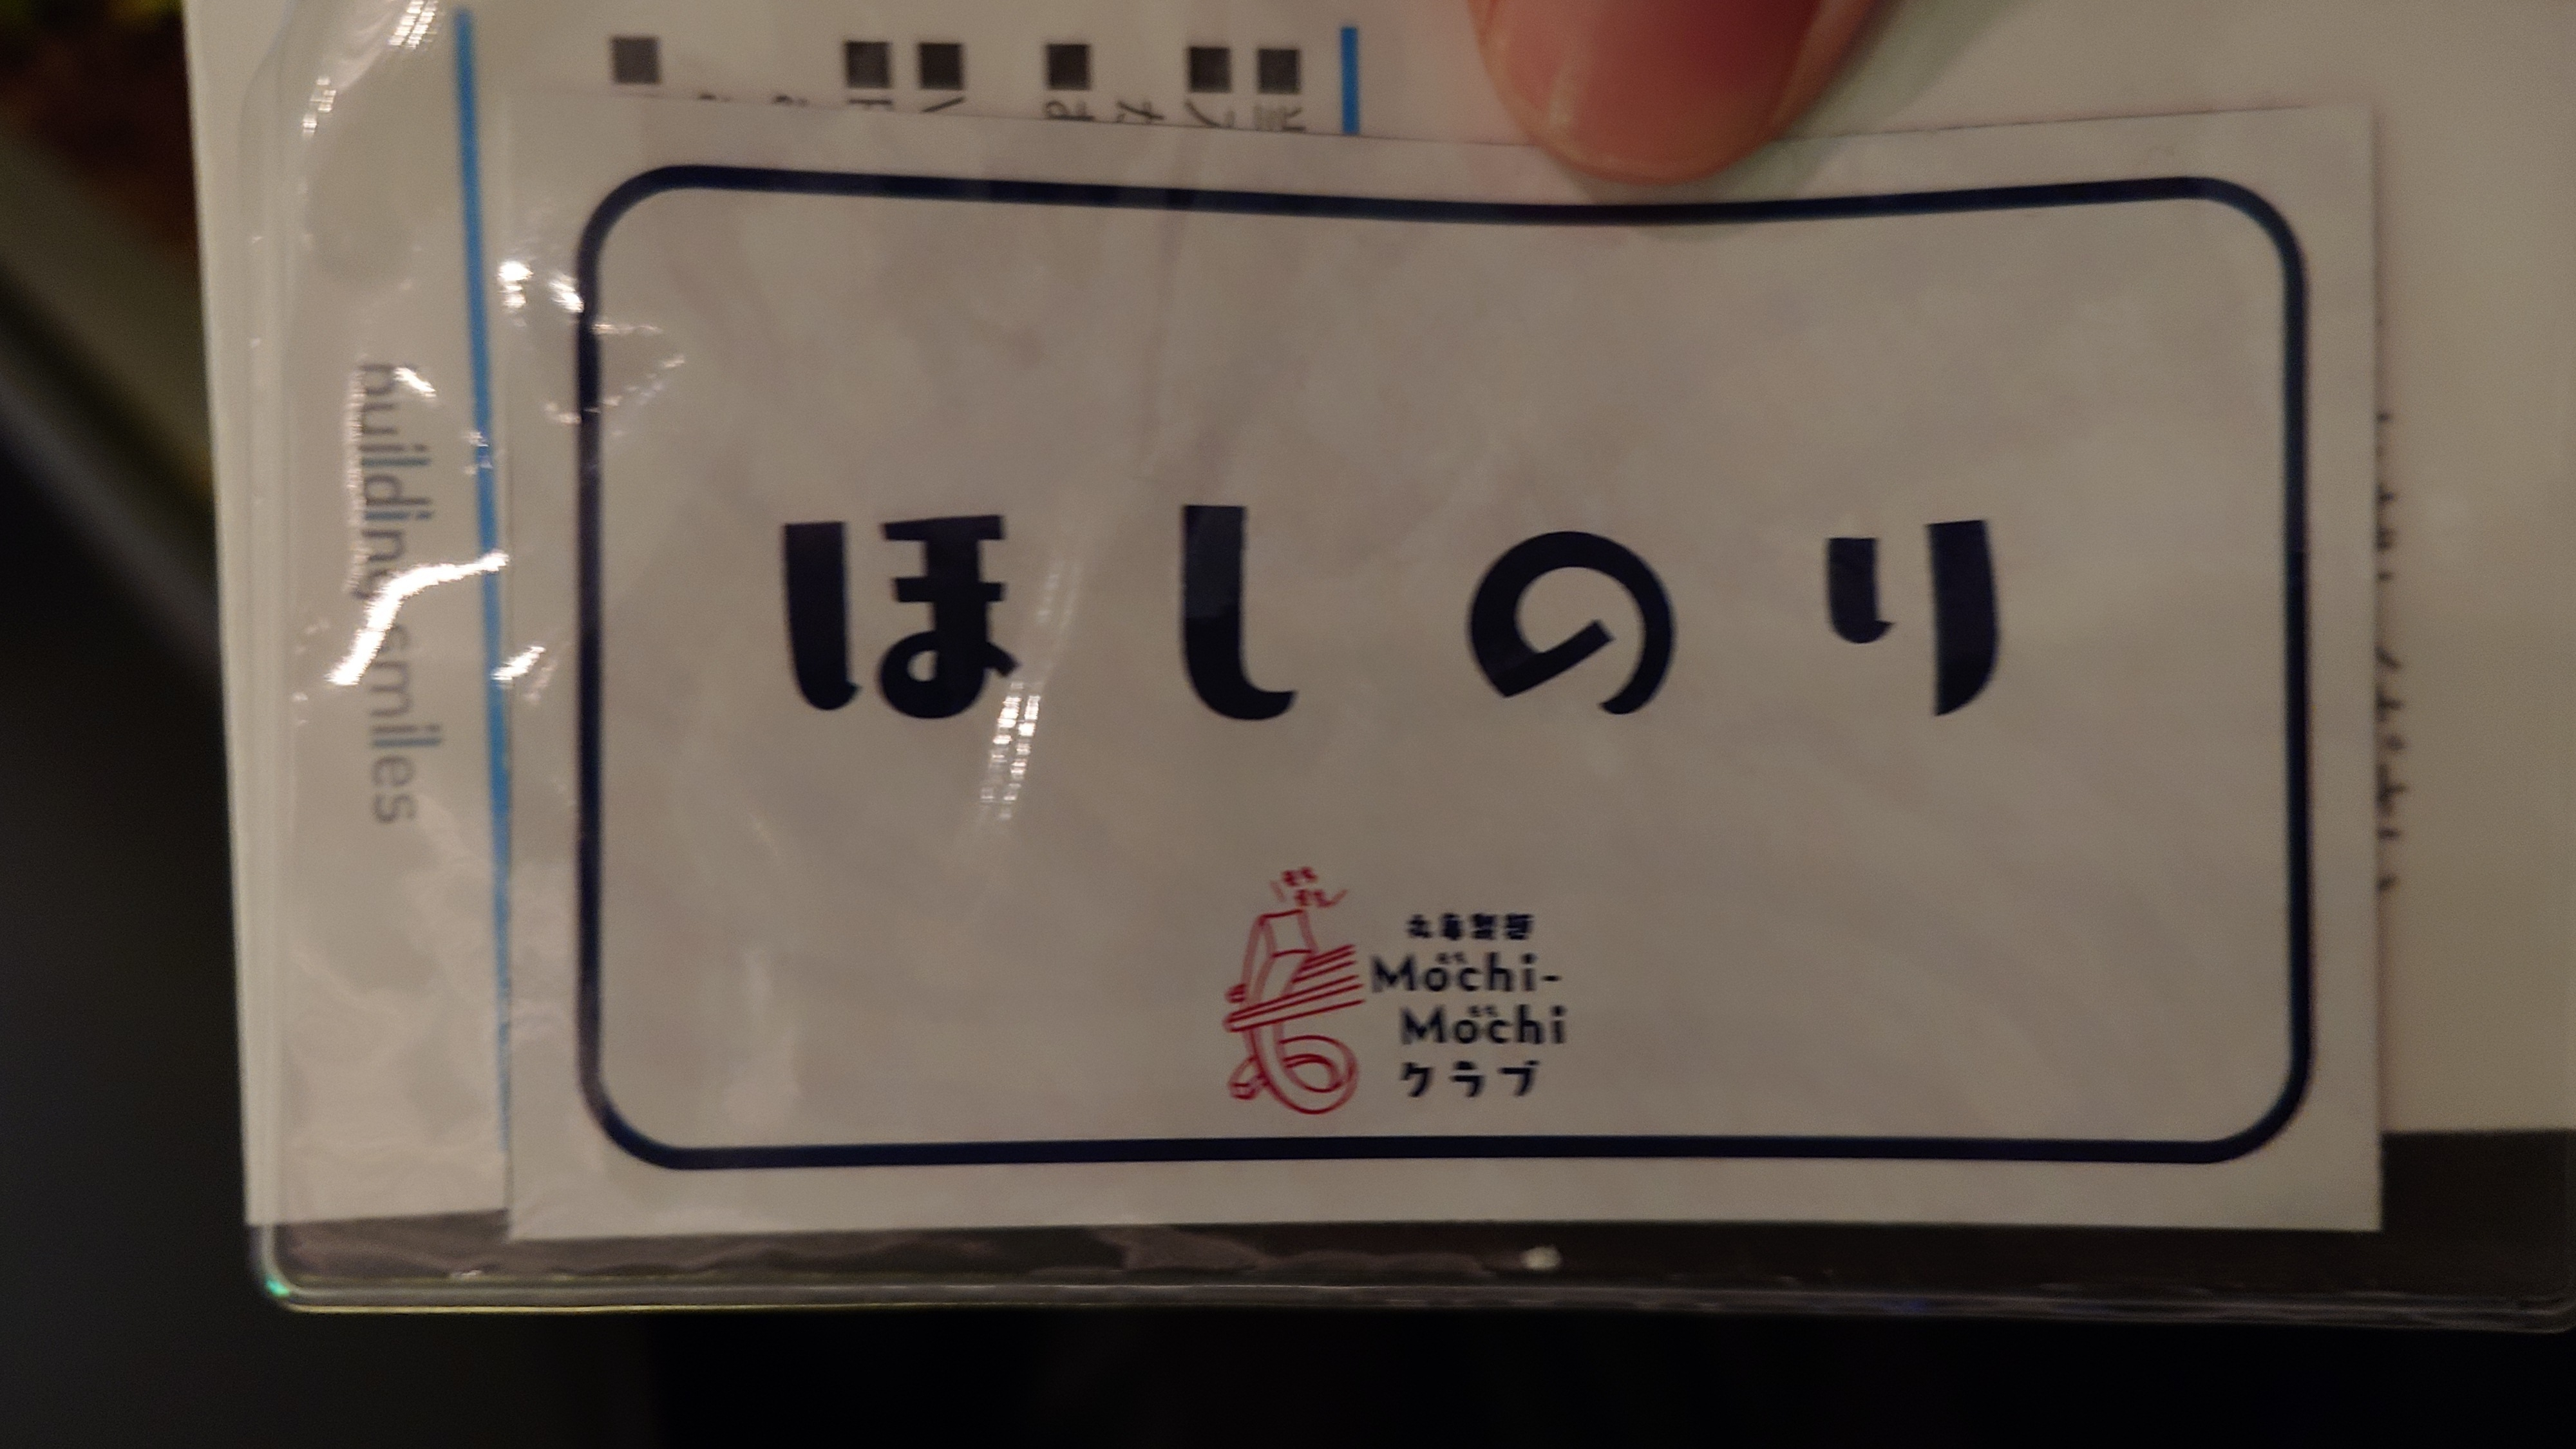 ほしのり
丸亀製麺
Mochi-
Mochi
クラブ
building smiles